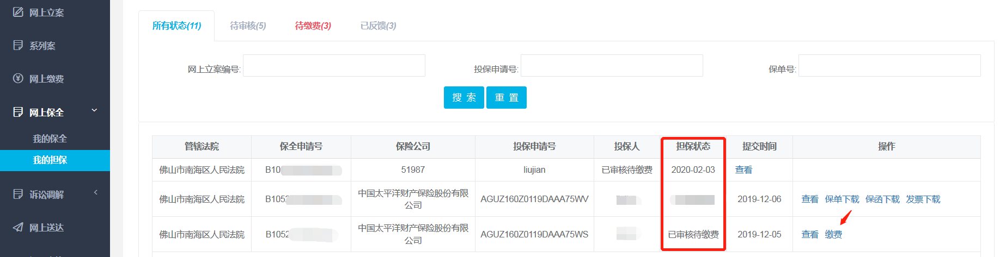 网上立案
系列案
网上缴费
网上保全
我的保全
我的担保
诉讼调解
网上送达
所有状态(11) 待审核(5) 待缴费(3) 已反馈(3)
网上立案编号: 投保申请号: 保单号:
搜 索 重 置
管辖法院 保全申请号 保险公司 投保申请号 投保人 担保状态 提交时间 操作
佛山市南海区人民法院 B10 51987 liujian 已审核待缴费 2020-02-03 查看
佛山市南海区人民法院 B105 中国太平洋财产保险股份有限 AGUZ160Z0119DAAA75WV 2019-12-06 查看 保单下载 保函下载 发票下载
公司
佛山市南海区人民法院 B1052 中国太平洋财产保险股份有限 AGUZ160Z0119DAAA75WS 已审核待缴费 2019-12-05 查看 缴费
公司